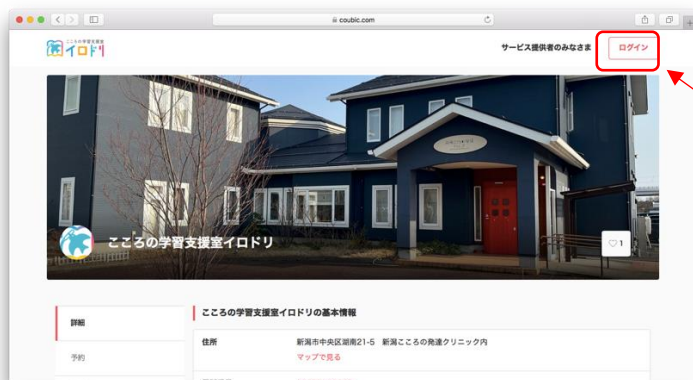 coubic.com
こころの学習支援室
イロドリ
サービス提供者のみなさま
ログイン
こころの学習支援室イロドリ
1
詳細
予約
こころの学習支援室イロドリの基本情報
住所
新潟市中央区湖南21-5 新潟こころの発達クリニック内
マップで見る